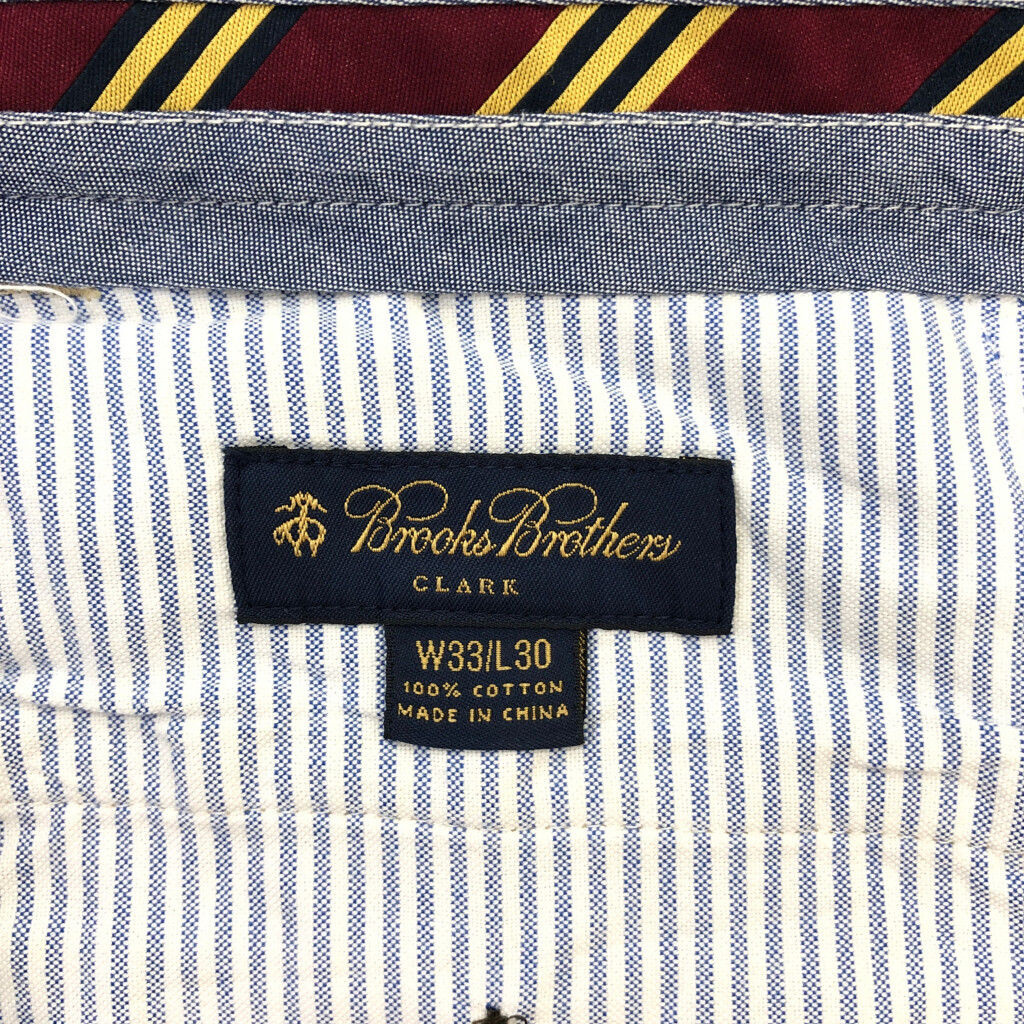 Brooks Brothers
CLARK
W33/L30
100% COTTON
MADE IN CHINA